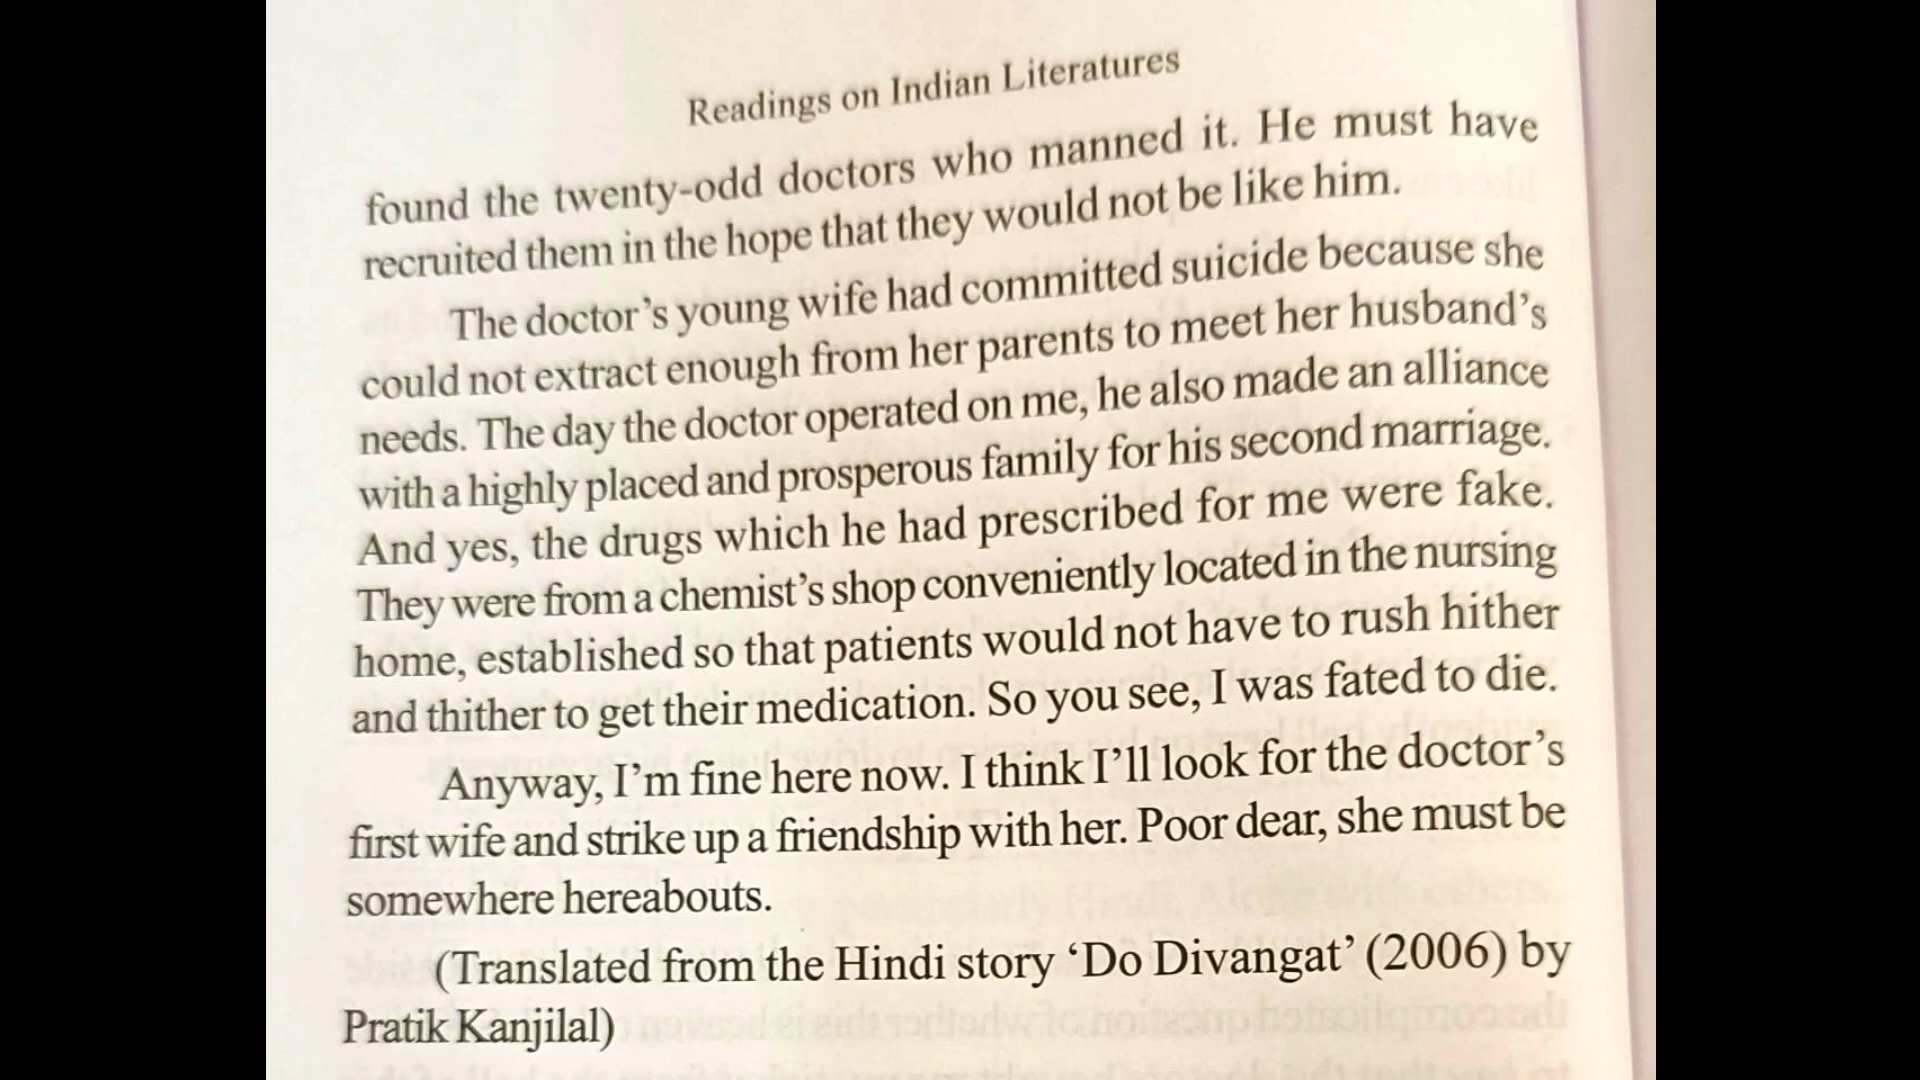 Readings on Indian Literatures
found the twenty-odd doctors who manned it. He must have
recruited them in the hope that they would not be like him.
The doctor’s young wife had committed suicide because she
could not extract enough from her parents to meet her husband’s
needs. The day the doctor operated on me, he also made an alliance
with a highly placed and prosperous family for his second marriage.
And yes, the drugs which he had prescribed for me were fake.
They were from a chemist’s shop conveniently located in the nursing
home, established so that patients would not have to rush hither
and thither to get their medication. So you see, I was fated to die.
Anyway, I’m fine here now. I think I’ll look for the doctor’s
first wife and strike up a friendship with her. Poor dear, she must be
somewhere hereabouts.
(Translated from the Hindi story ‘Do Divangat’ (2006) by
Pratik Kanjilal)